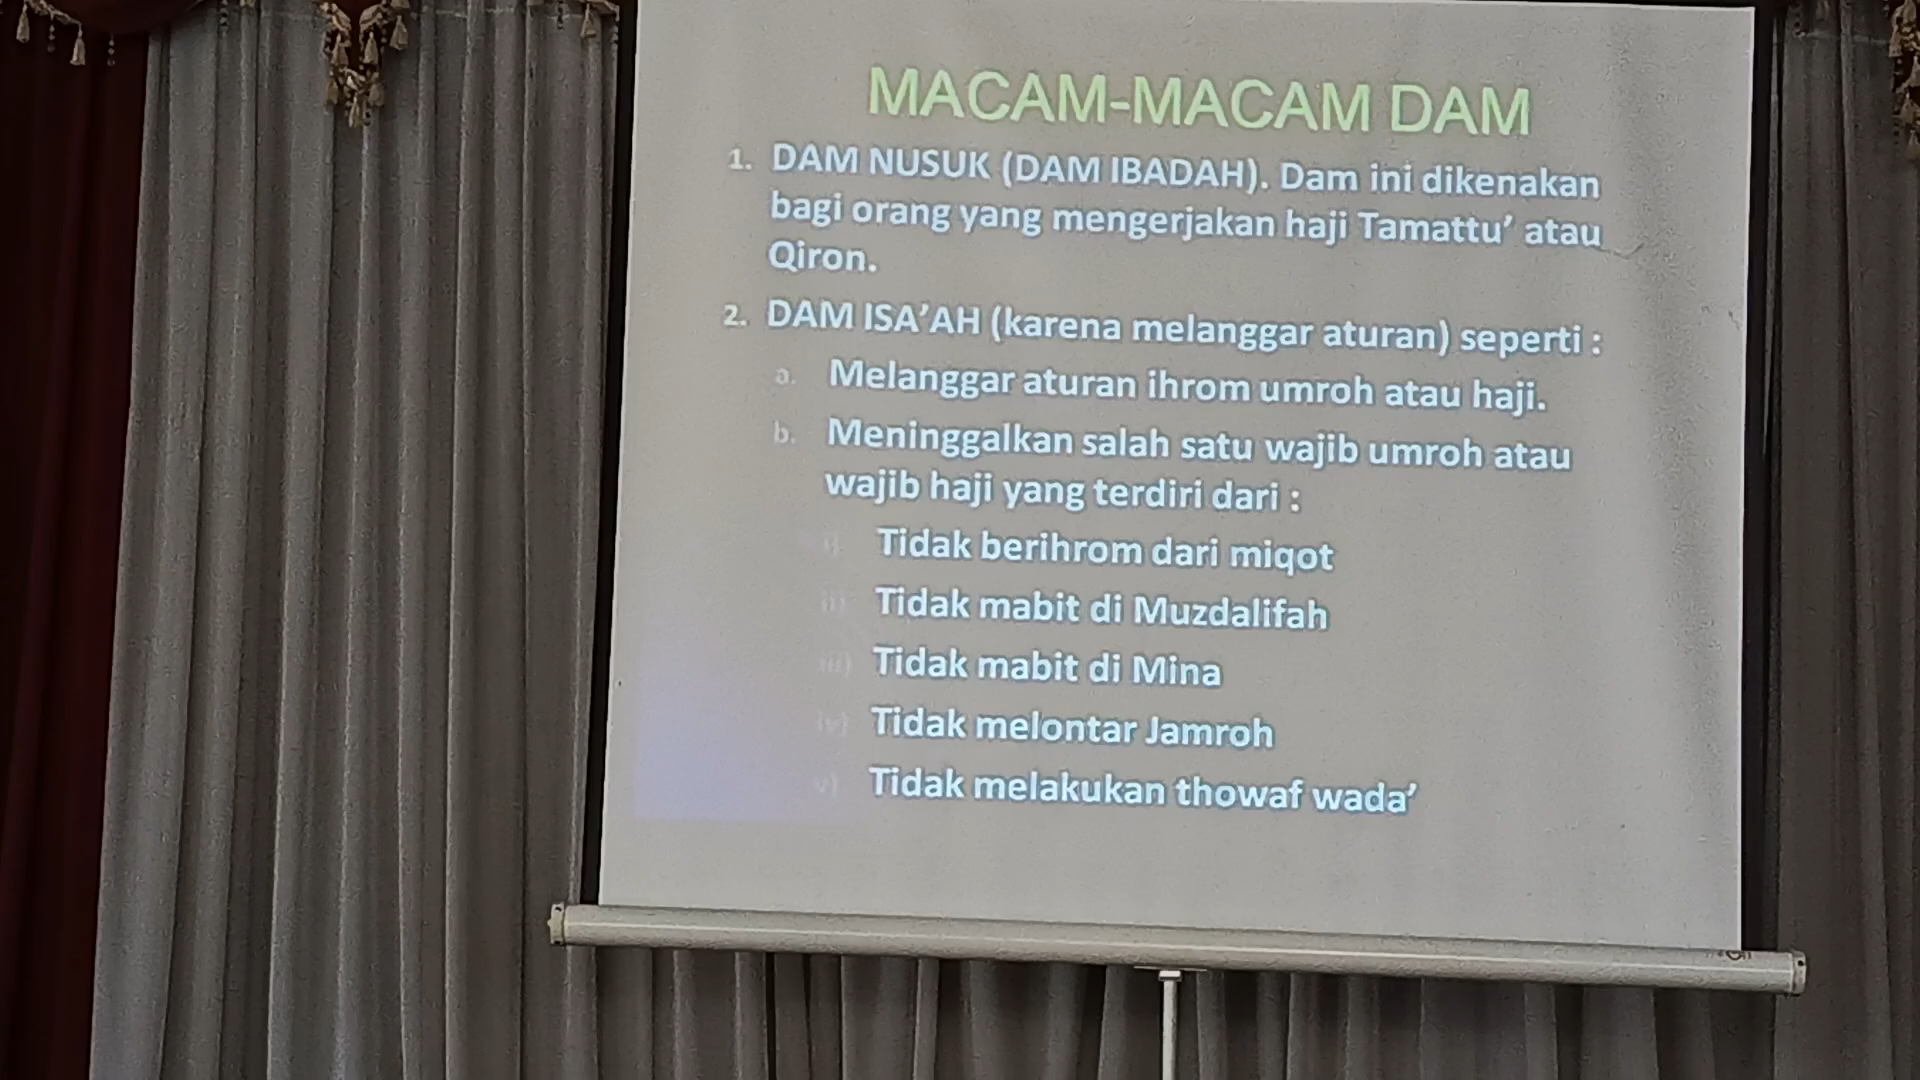 MACAM-MACAM DAM
1. DAM NUSUK (DAM IBADAH). Dam ini dikenakan
bagi orang yang mengerjakan haji Tamattu’ atau
Qiron.
2. DAM ISA’AH (karena melanggar aturan) seperti :
a. Melanggar aturan ihrom umroh atau haji.
b. Meninggalkan salah satu wajib umroh atau
wajib haji yang terdiri dari :
i) Tidak berihrom dari miqot
ii) Tidak mabit di Muzdalifah
iii) Tidak mabit di Mina
iv) Tidak melontar Jamroh
v) Tidak melakukan thowaf wada’